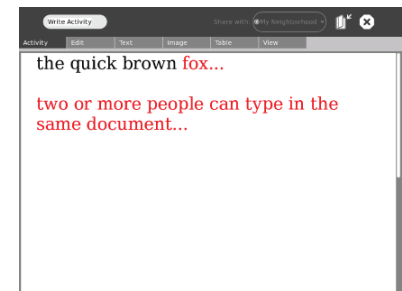 Write Activity Share with: My Neighborhood
Activity Edit Text Image Table View
the quick brown fox...
two or more people can type in the
same document...